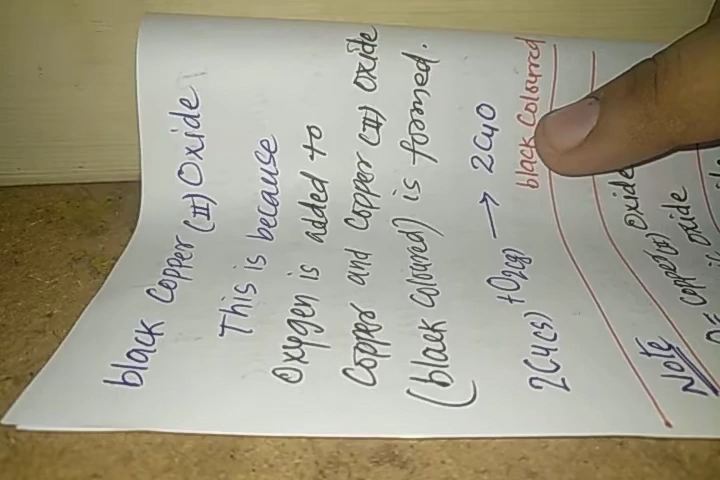 black Copper (II) Oxide
This is because
Oxygen is added to
Copper and Copper (II) Oxide
(black Coloured) is formed.
2Cu(s) + O2(g) → 2CuO
black Coloured
Note
Copper(II) Oxide
Copper
Oxide